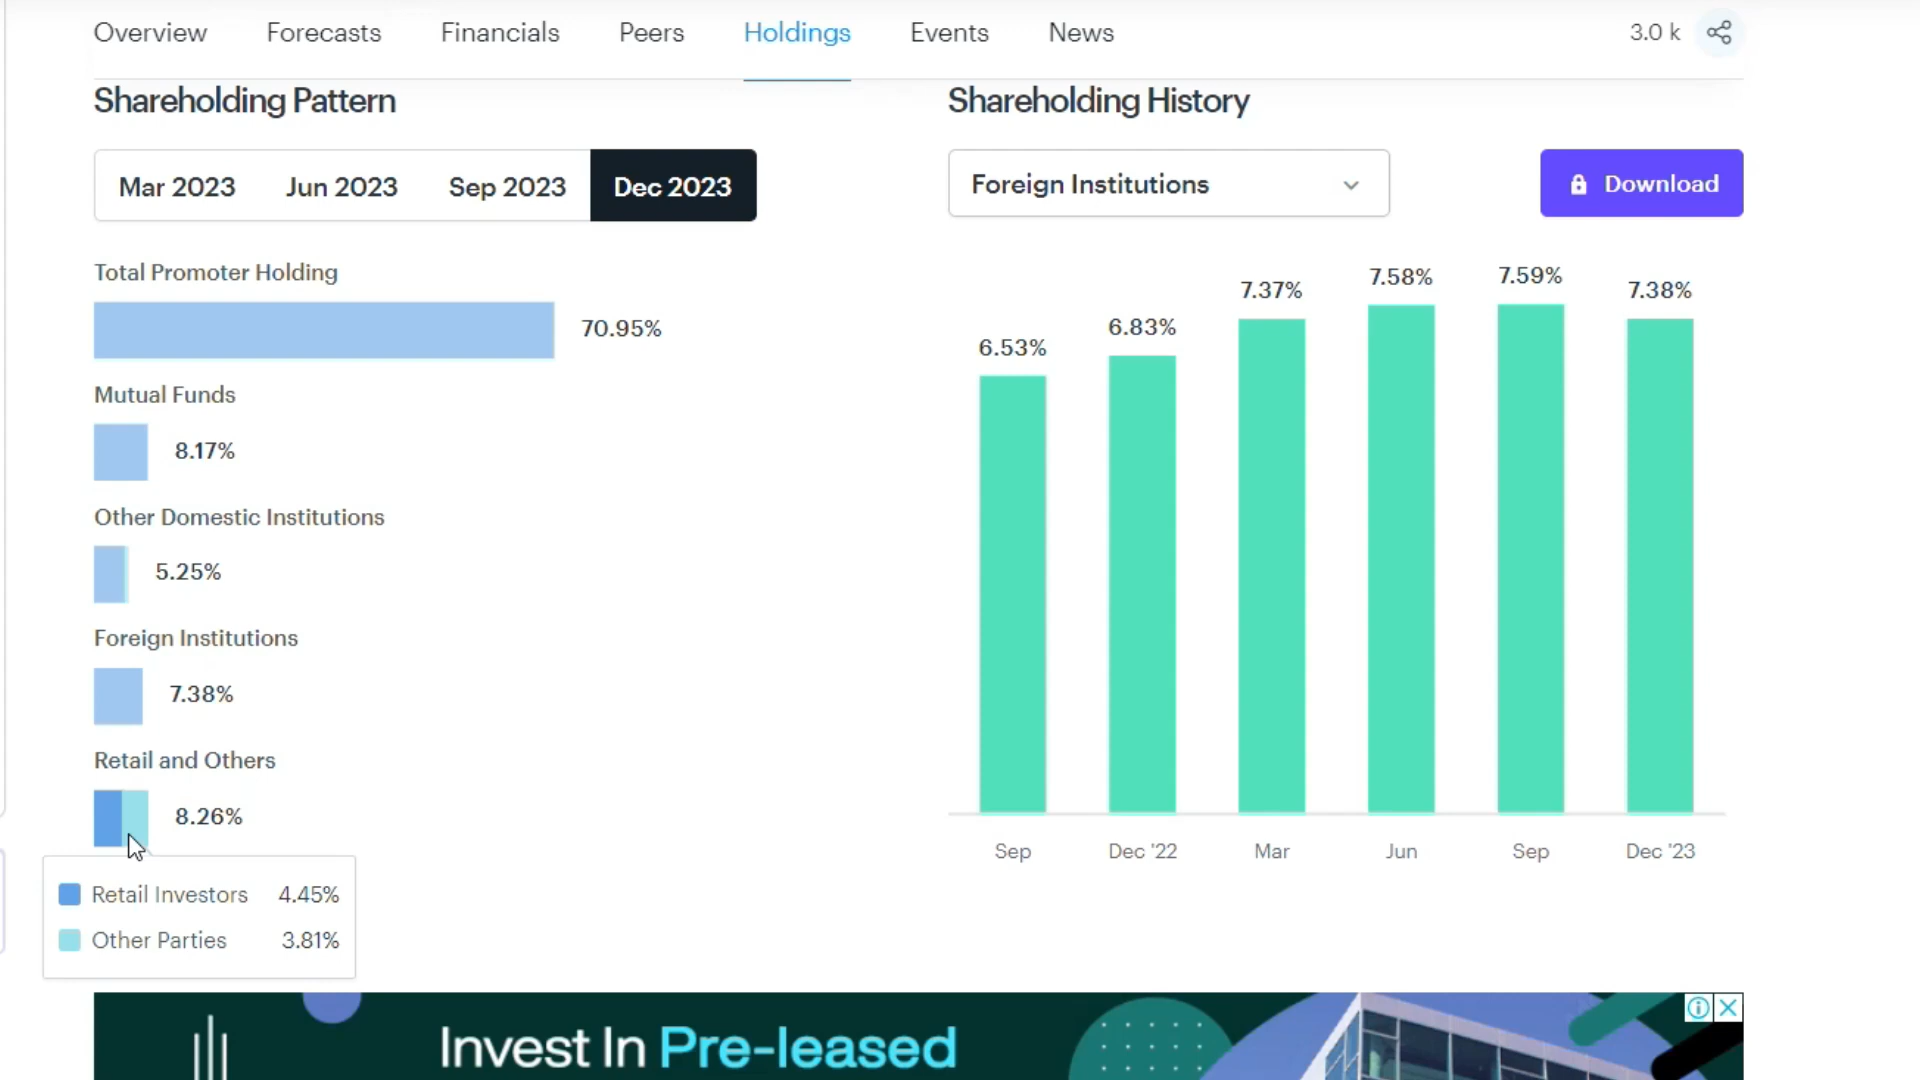 Overview Forecasts Financials Peers Holdings Events News 3.0 k
Shareholding Pattern
Mar 2023 Jun 2023 Sep 2023 Dec 2023
Total Promoter Holding
70.95%
Mutual Funds
8.17%
Other Domestic Institutions
5.25%
Foreign Institutions
7.38%
Retail and Others
8.26%
Retail Investors 4.45%
Other Parties 3.81%
Shareholding History
Foreign Institutions
Download
6.53% 6.83% 7.37% 7.58% 7.59% 7.38%
Sep Dec '22 Mar Jun Sep Dec '23
Invest In Pre-leased